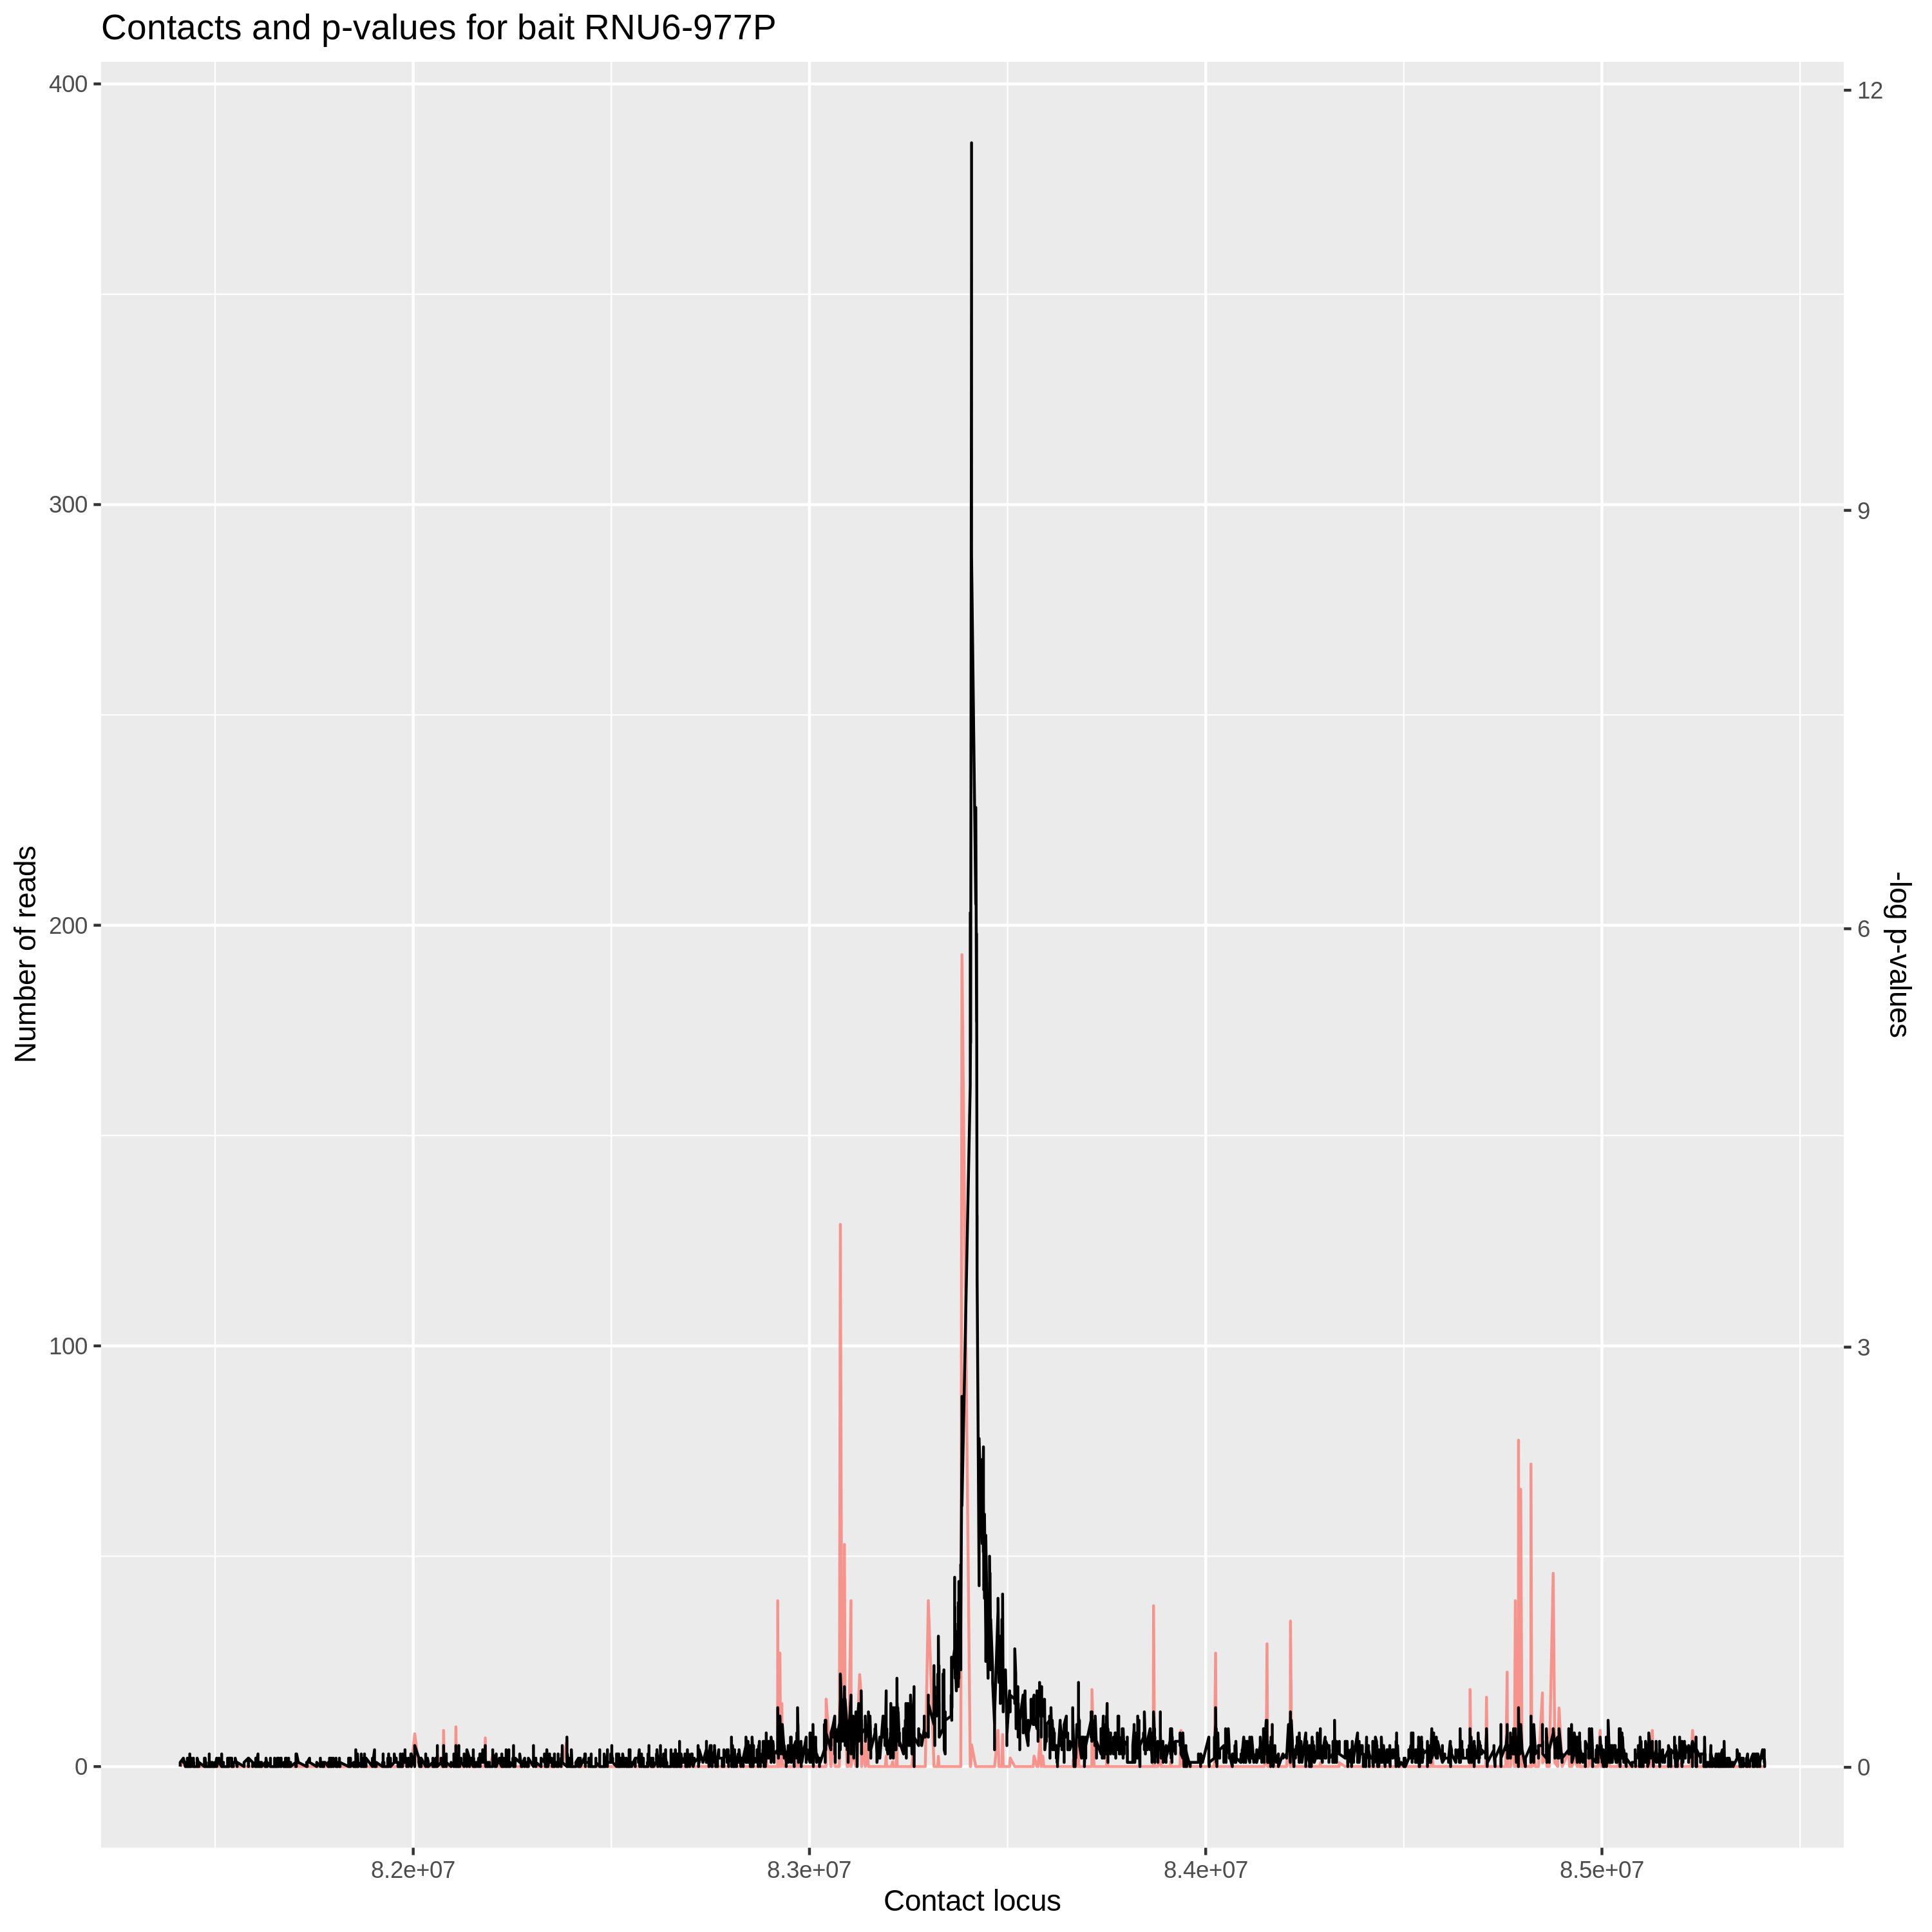 Contacts and p-values for bait RNU6-977P
400
300
200
100
0
12
9
6
3
0
Number of reads
-log p-values
8.2e+07
8.3e+07
8.4e+07
8.5e+07
Contact locus